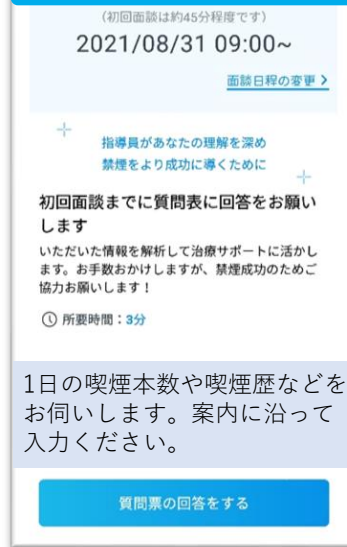 (初回面談は約45分程度です)
2021/08/31 09:00~
面談日程の変更 >
指導員があなたの理解を深め
禁煙をより成功に導くために
初回面談までに質問表に回答をお願い
します
いただいた情報を解析して治療サポートに活かし
ます。お手数おかけしますが、禁煙成功のためご
協力お願いします！
所要時間：3分
1日の喫煙本数や喫煙歴などを
お伺いします。案内に沿って
入力ください。
質問票の回答をする